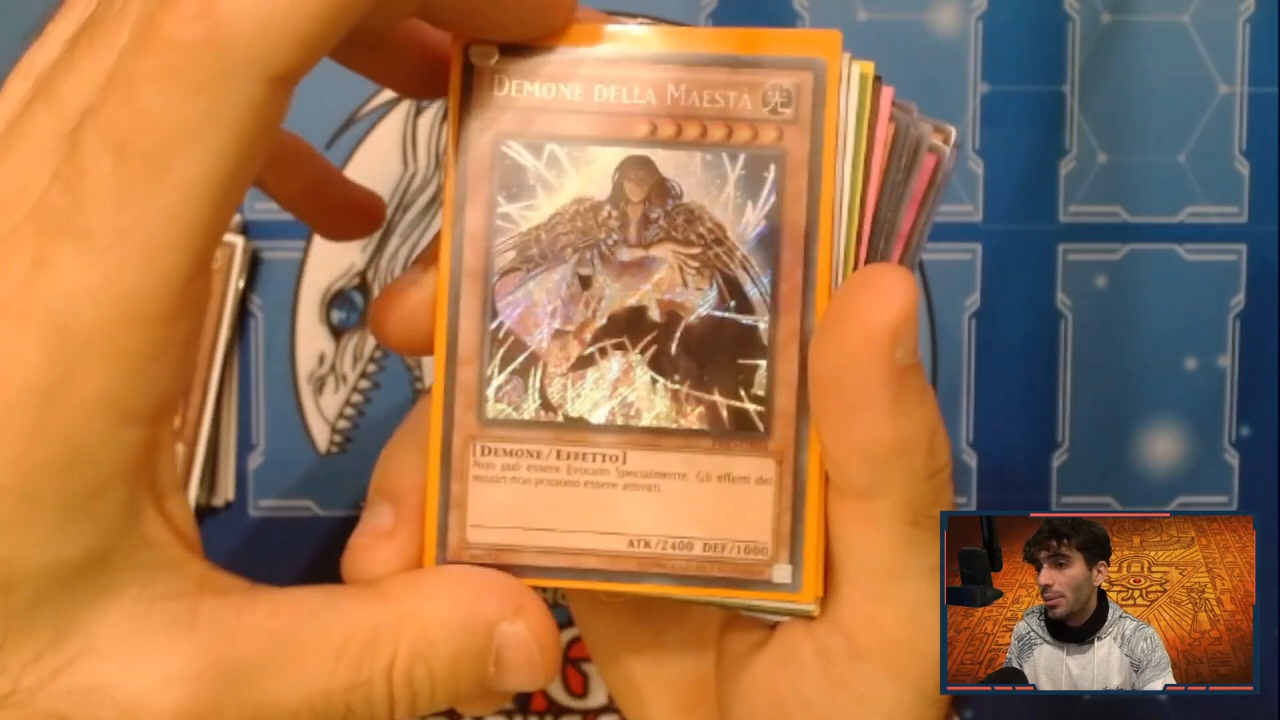 DEMONE DELLA MAESTÀ
光
[DEMONE/EFFETTO]
Non può essere Evocato Specialmente. Gli effetti dei
mostri non possono essere attivati.
ATK/2400 DEF/1000
G